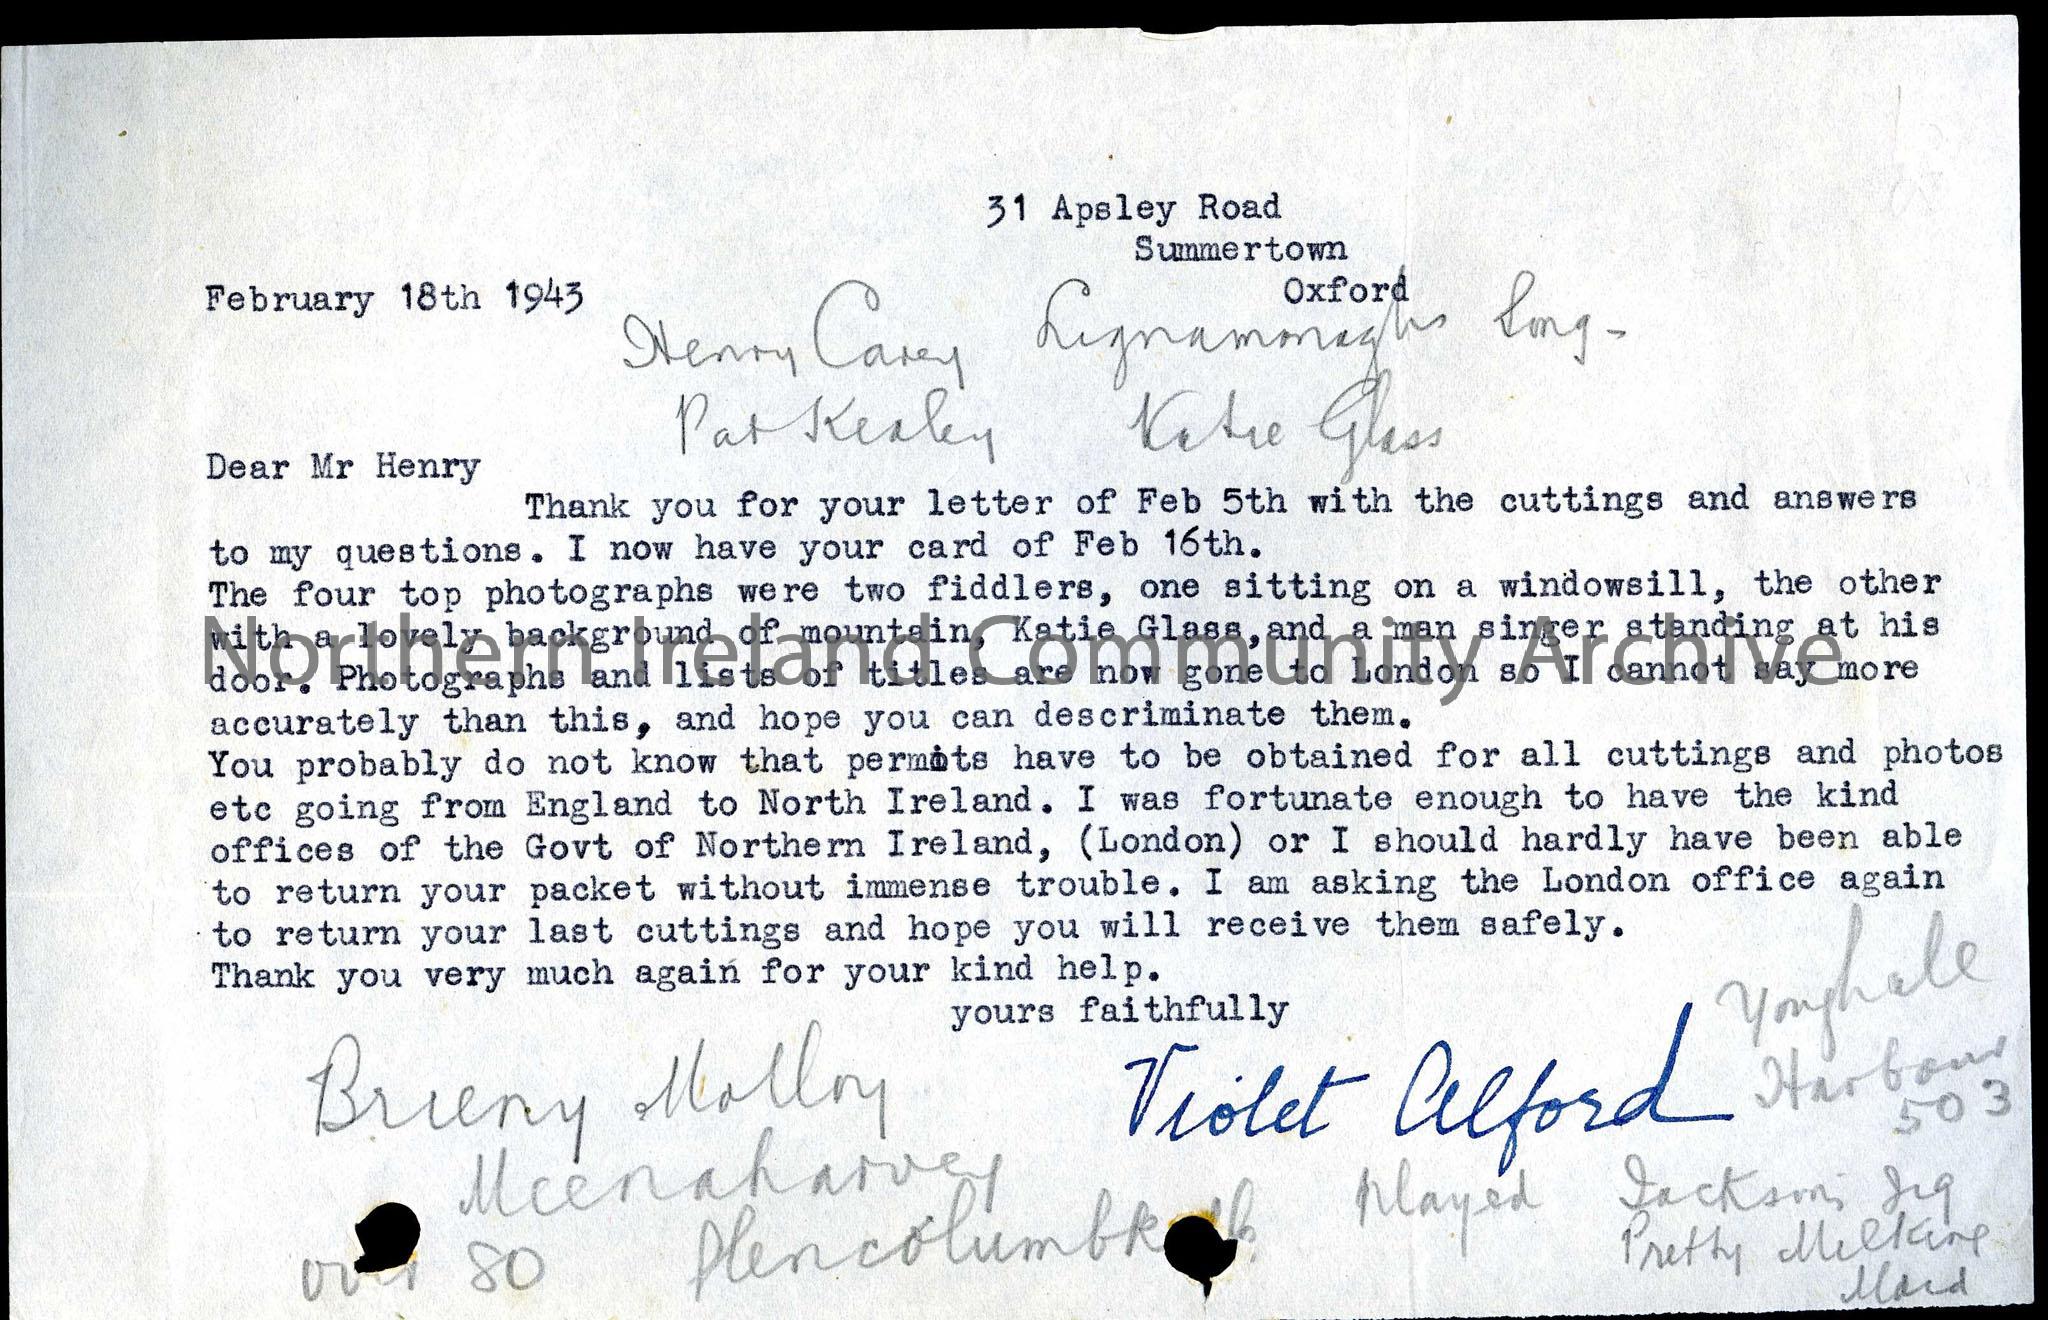 31 Apsley Road
Summertown
Oxford
February 18th 1943
Henry Carey Lignamonaghs Long-
Pat Kealey Katie Glass
Dear Mr Henry
Thank you for your letter of Feb 5th with the cuttings and answers
to my questions. I now have your card of Feb 16th.
The four top photographs were two fiddlers, one sitting on a windowsill, the other
with a lovely background of mountain, Katie Glass,and a man singer standing at his
door. Photographs and lists of titles are now gone to London so I cannot say more
accurately than this, and hope you can descriminate them.
You probably do not know that permits have to be obtained for all cuttings and photos
etc going from England to North Ireland. I was fortunate enough to have the kind
offices of the Govt of Northern Ireland, (London) or I should hardly have been able
to return your packet without immense trouble. I am asking the London office again
to return your last cuttings and hope you will receive them safely.
Thank you very much again for your kind help.
yours faithfully
Violet Alford
Yonghale
Harbour
503
Brieny Molloy
Meenaharvey
over 80 Glencolumbk
Played Jacksons Jig
Pretty Milking
Maid
Northern Ireland Community Archive